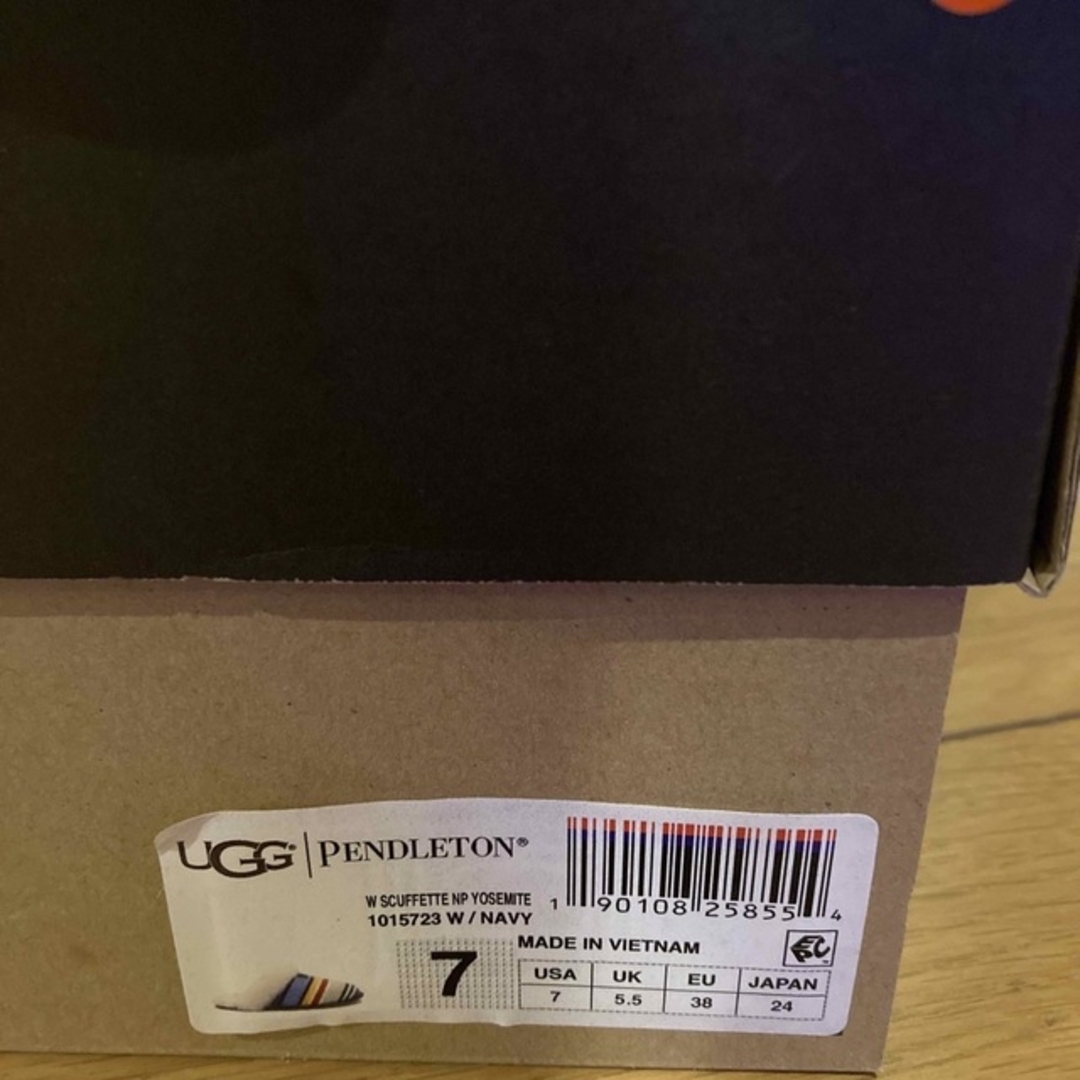 UGG® | PENDLETON®
W SCUFFETTE NP YOSEMITE
1015723 W / NAVY
1 90108 25855 4
MADE IN VIETNAM
EPC
7
USA UK EU JAPAN
7 5.5 38 24